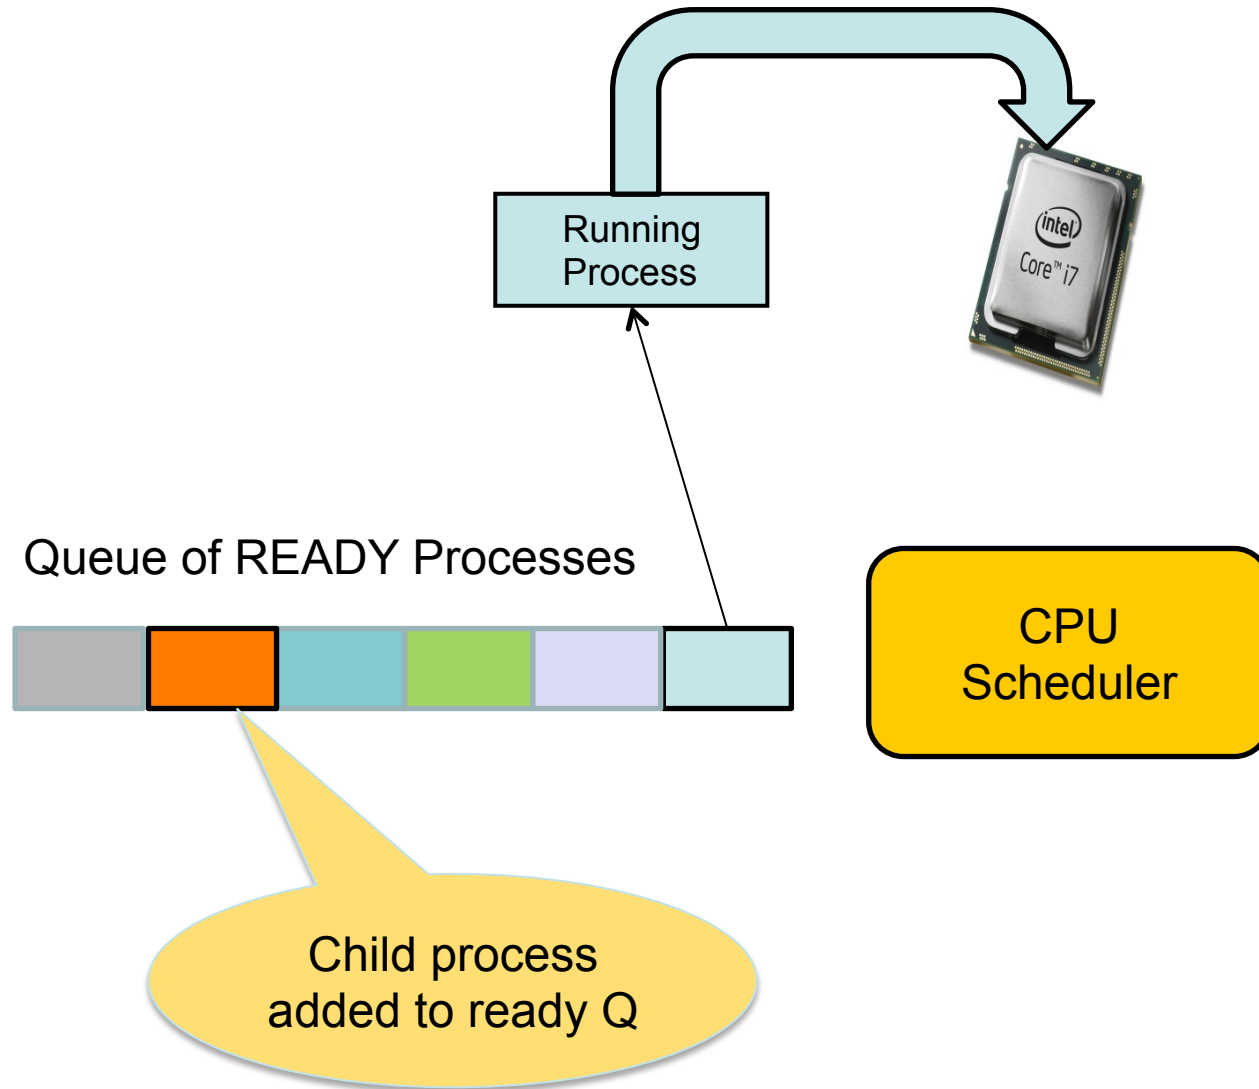 Running
Process
intel
Core™ i7
Queue of READY Processes
CPU
Scheduler
Child process
added to ready Q